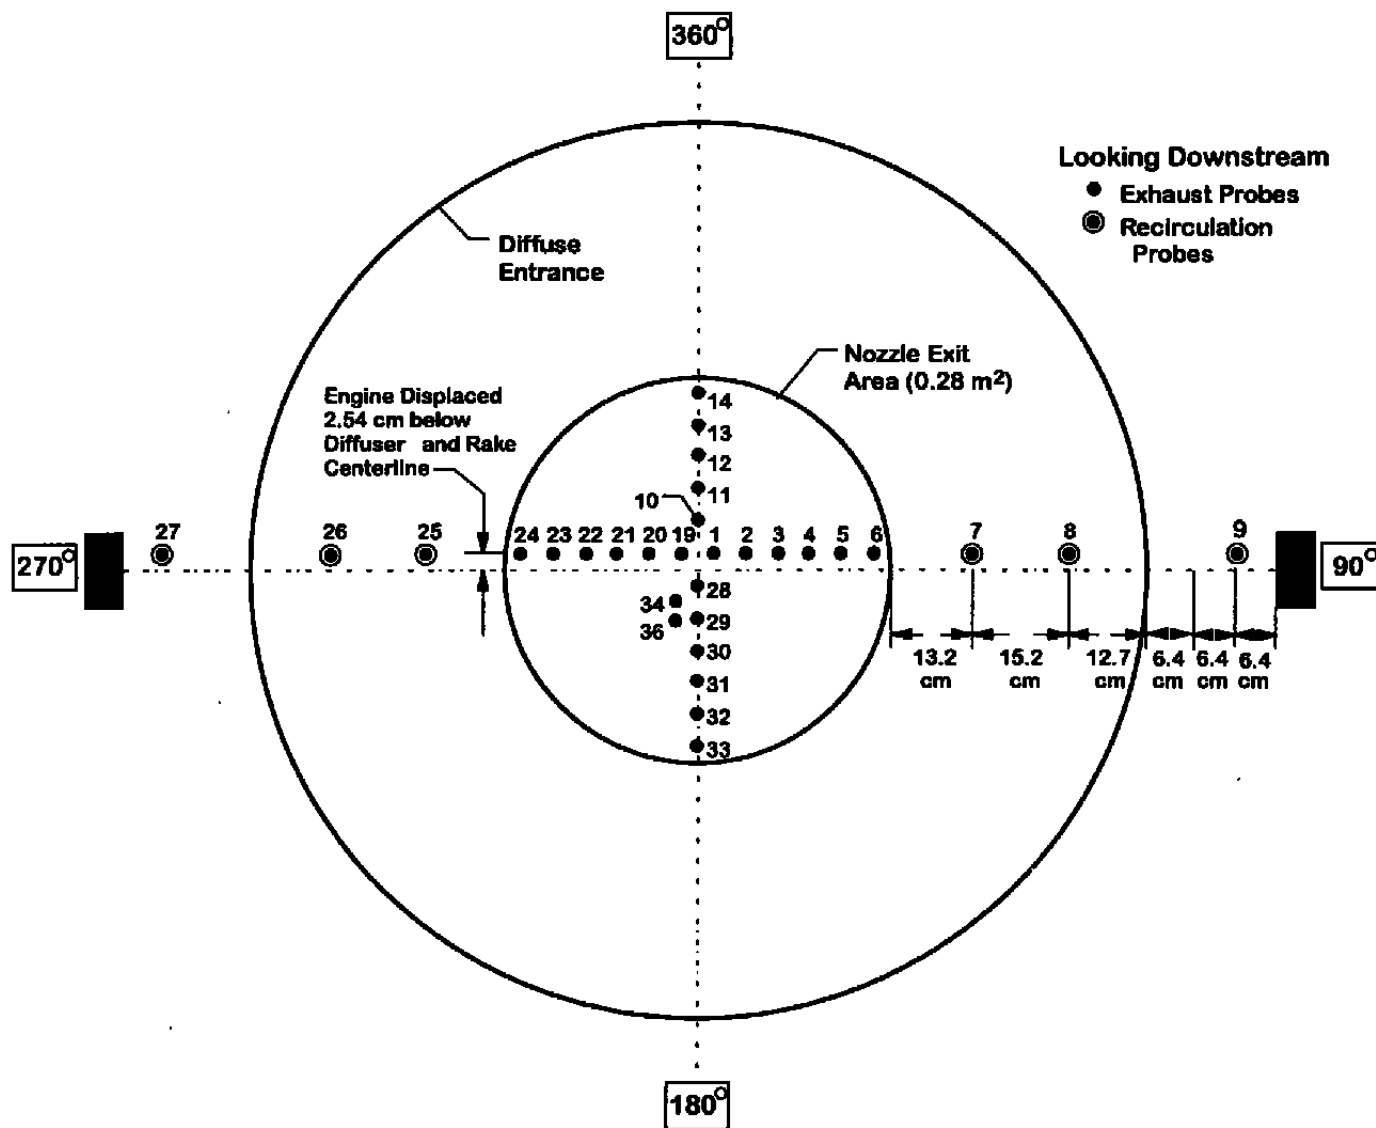 360°
Looking Downstream
Exhaust Probes
Recirculation
Probes
Diffuse
Entrance
Nozzle Exit
Area (0.28 m²)
Engine Displaced
2.54 cm below
Diffuser and Rake
Centerline
14
13
12
11
10
27
26
25
24
23
22
21
20
19
1
2
3
4
5
6
7
8
9
270°
90°
28
34
29
36
30
31
32
33
13.2
cm
15.2
cm
12.7
cm
6.4
cm
6.4
cm
6.4
cm
180°